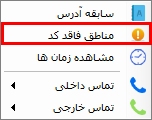 سابقه آدرس
مناطق فاقد کد
مشاهده زمان ها
تماس داخلی
تماس خارجی